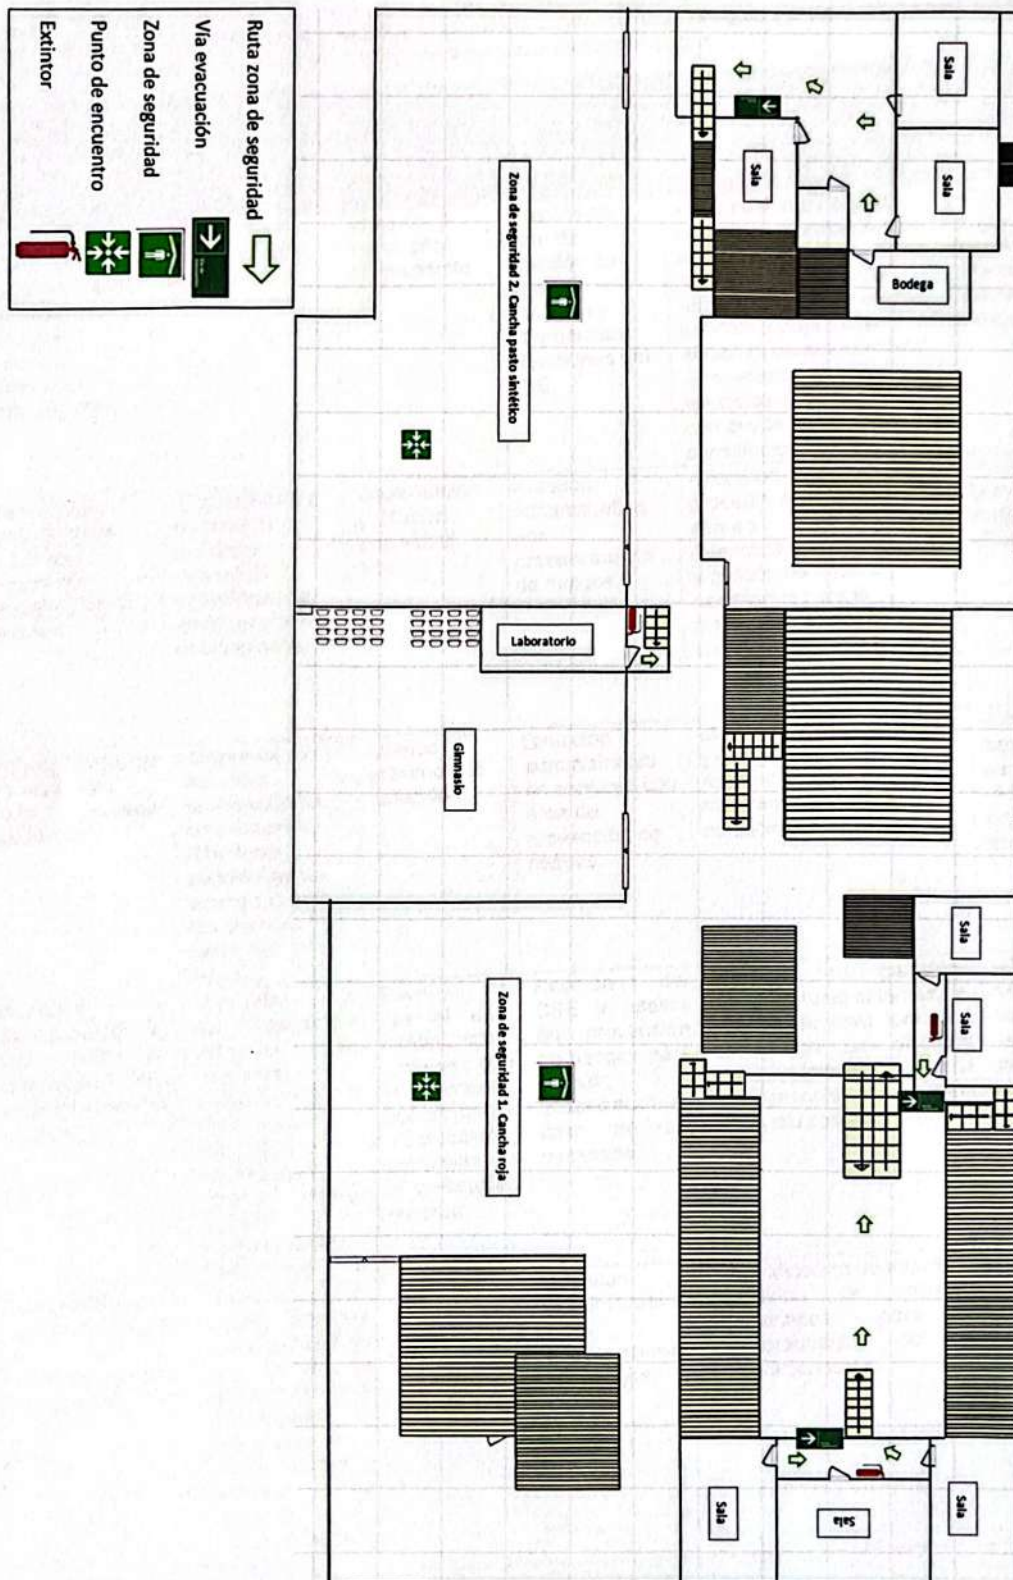 Sala
Sala
Sala
Sala
Sala
Bodega
Sala
Sala
Sala
Laboratorio
Zona de seguridad 2. Cancha pasto sintético
Zona de seguridad 1. Cancha roja
Gimnasio
Ruta zona de seguridad
Vía evacuación
Zona de seguridad
Punto de encuentro
Extintor